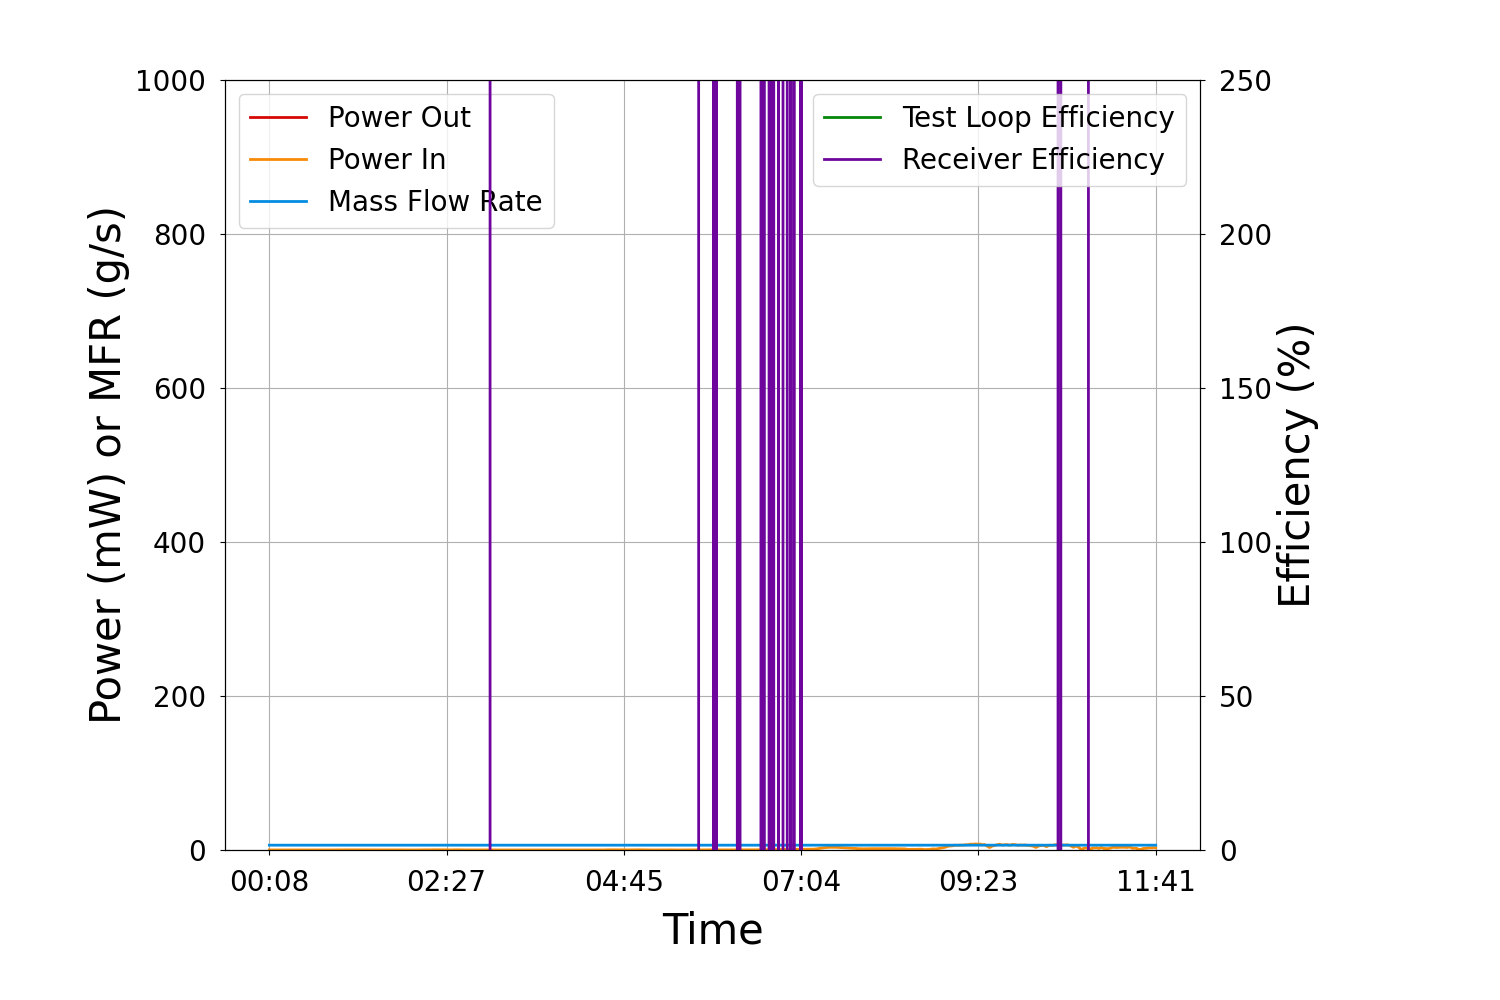 1000
800
600
400
200
0
Power (mW) or MFR (g/s)
Power Out
Power In
Mass Flow Rate
Test Loop Efficiency
Receiver Efficiency
250
200
150
100
50
0
Efficiency (%)
00:08 02:27 04:45 07:04 09:23 11:41
Time